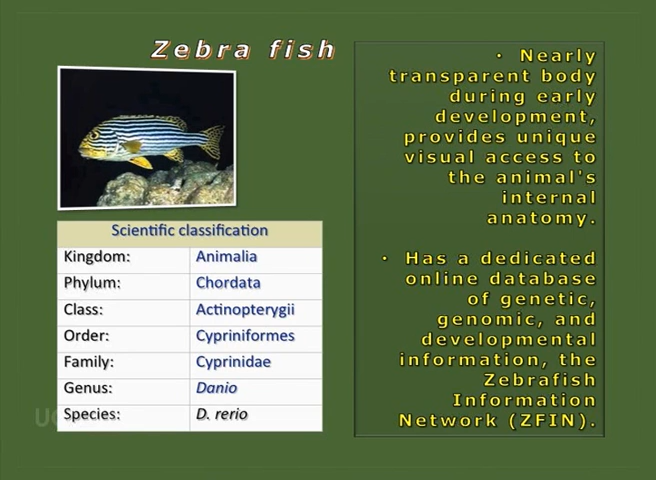 Zebra fish
Scientific classification
Kingdom: Animalia
Phylum: Chordata
Class: Actinopterygii
Order: Cypriniformes
Family: Cyprinidae
Genus: Danio
Species: D. rerio
• Nearly
transparent body
during early
development,
provides unique
visual access to
the animal's
internal
anatomy.
• Has a dedicated
online database
of genetic,
genomic, and
developmental
information, the
Zebrafish
Information
Network (ZFIN).